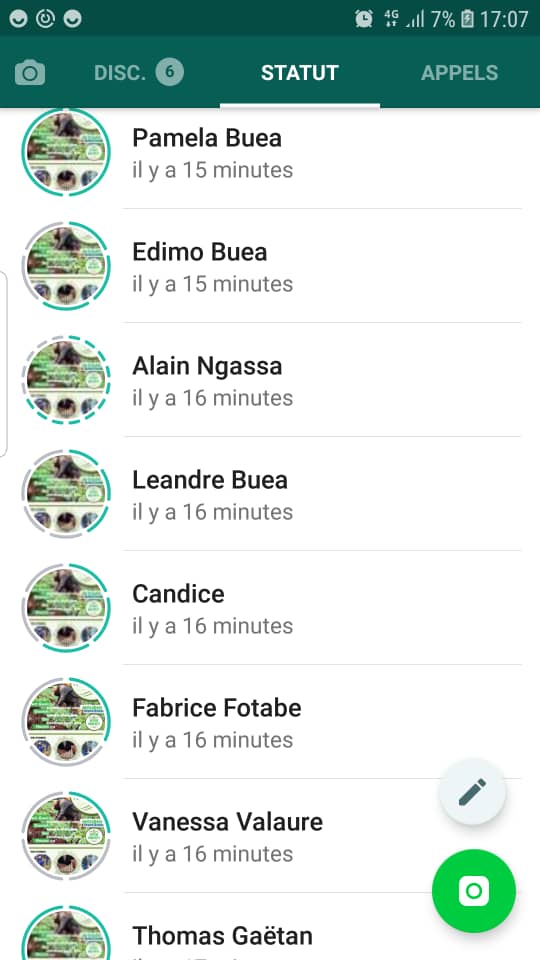 4G 7% 17:07
DISC. 6 STATUT APPELS
Pamela Buea
il y a 15 minutes
Edimo Buea
il y a 15 minutes
Alain Ngassa
il y a 16 minutes
Leandre Buea
il y a 16 minutes
Candice
il y a 16 minutes
Fabrice Fotabe
il y a 16 minutes
Vanessa Valaure
il y a 16 minutes
Thomas Gaëtan